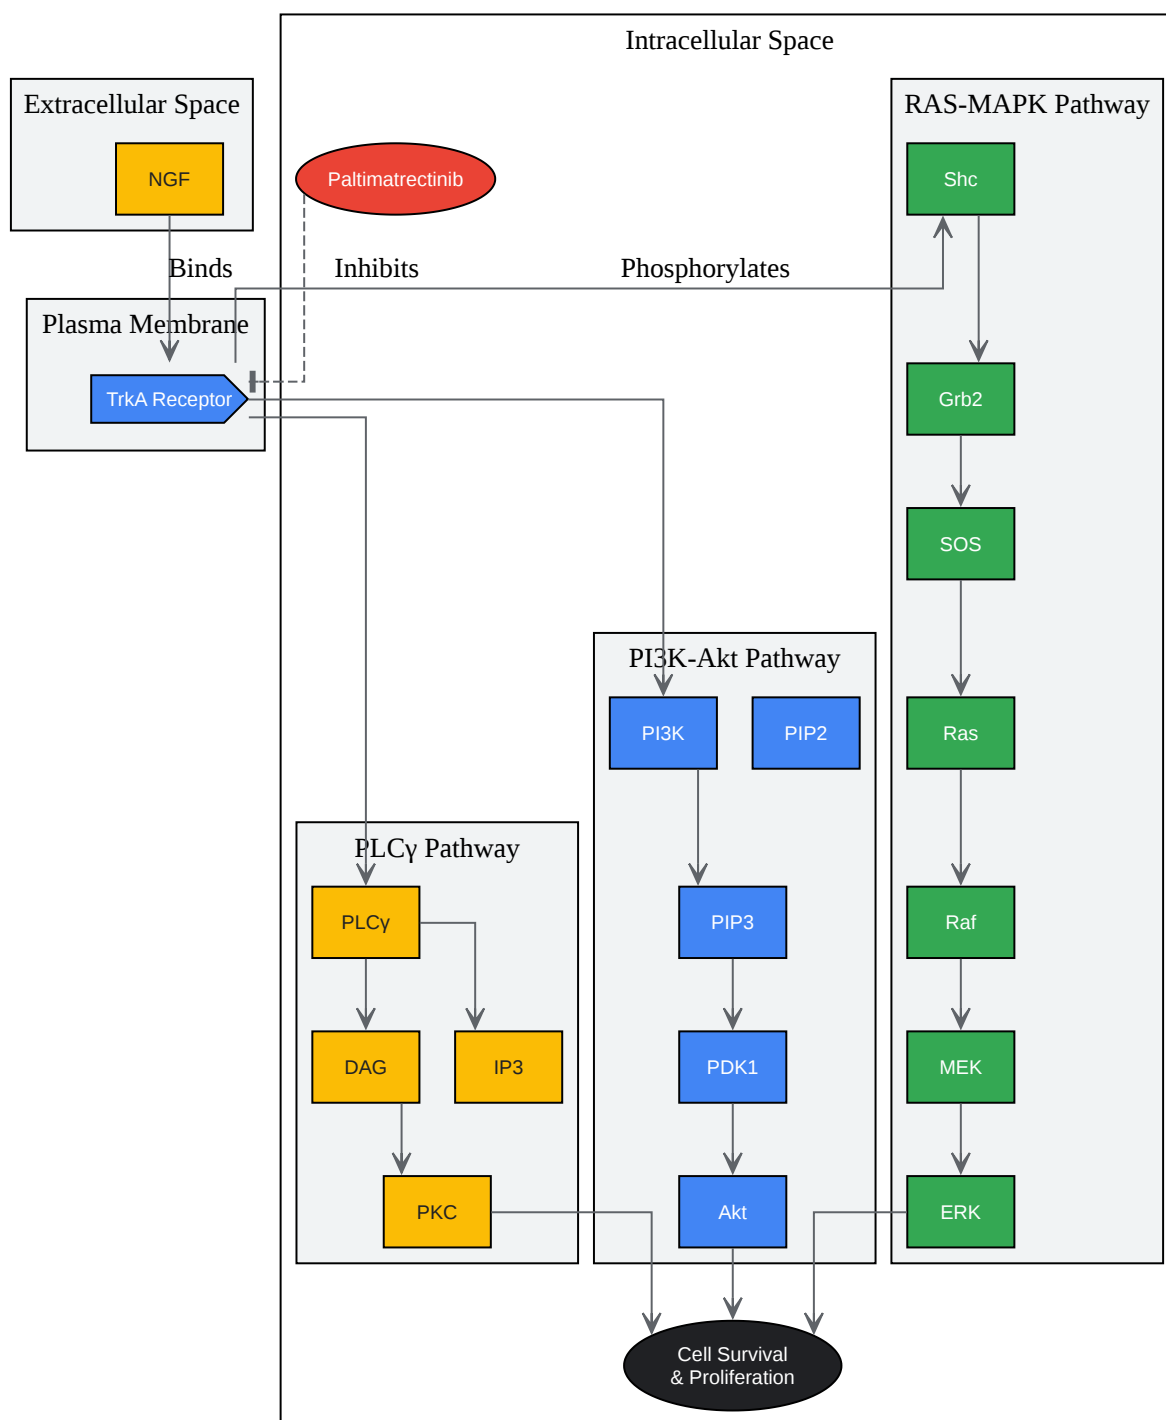 Intracellular Space
Extracellular Space
RAS-MAPK Pathway
NGF
Paltimatrectinib
Shc
Binds
Inhibits
Phosphorylates
Plasma Membrane
TrkA Receptor
Grb2
SOS
PI3K-Akt Pathway
PI3K
PIP2
Ras
PLCγ Pathway
PLCγ
PIP3
Raf
DAG
IP3
PDK1
MEK
PKC
Akt
ERK
Cell Survival
& Proliferation